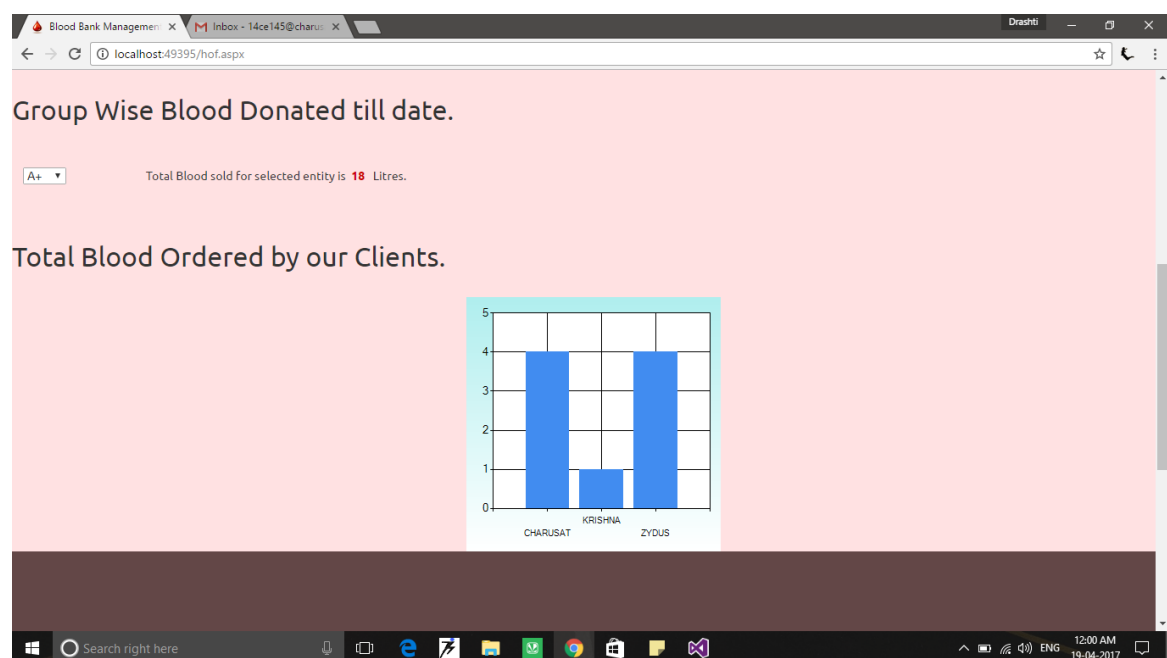 Drashti
Blood Bank Managemen
Inbox - 14ce145@charus
localhost:49395/hof.aspx
Group Wise Blood Donated till date.
A+ Total Blood sold for selected entity is 18 Litres.
Total Blood Ordered by our Clients.
5
4
3
2
1
0
KRISHNA
CHARUSAT ZYDUS
Search right here
ENG
12:00 AM
19-04-2017